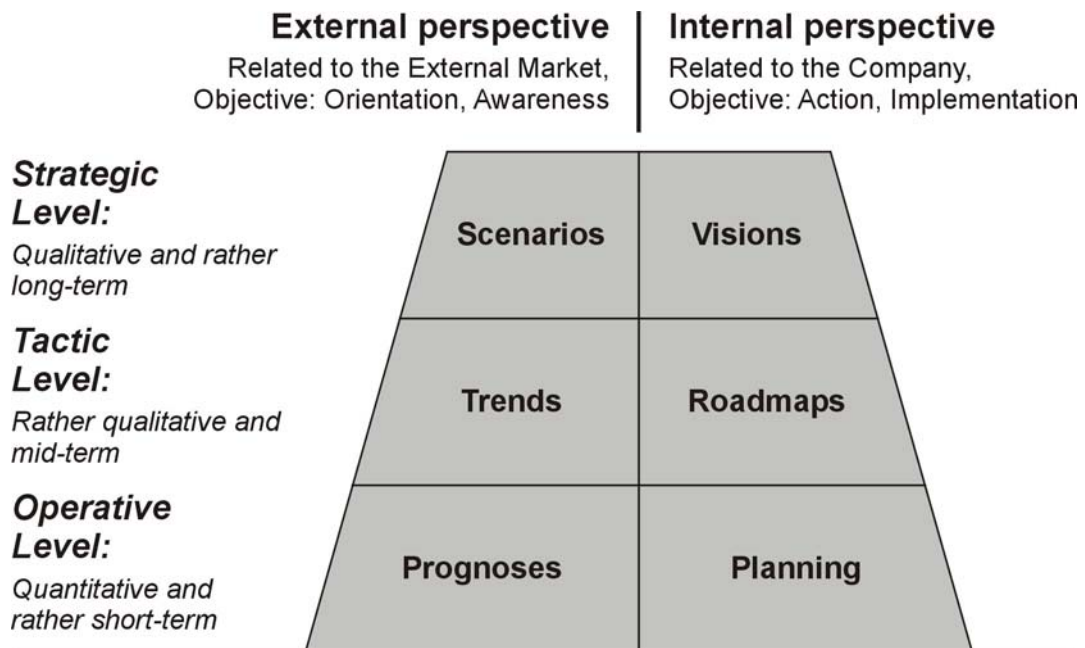 External perspective
Related to the External Market,
Objective: Orientation, Awareness
Internal perspective
Related to the Company,
Objective: Action, Implementation
Strategic
Level:
Qualitative and rather
long-term
Scenarios
Visions
Tactic
Level:
Rather qualitative and
mid-term
Trends
Roadmaps
Operative
Level:
Quantitative and
rather short-term
Prognoses
Planning